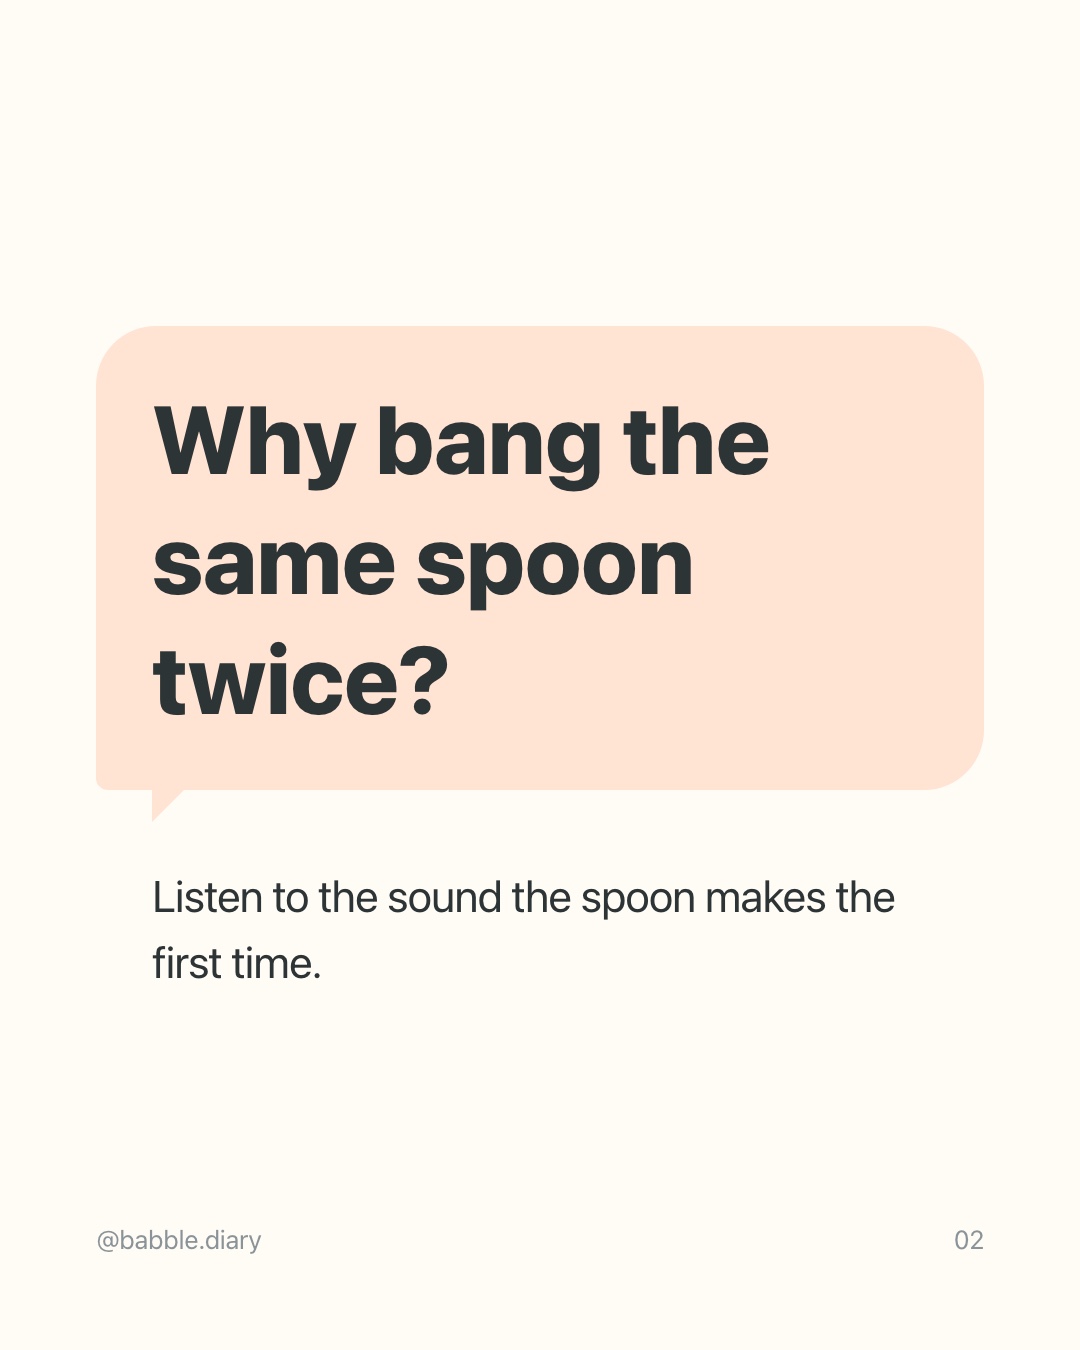 Why bang the
same spoon
twice?
Listen to the sound the spoon makes the
first time.
@babble.diary
02